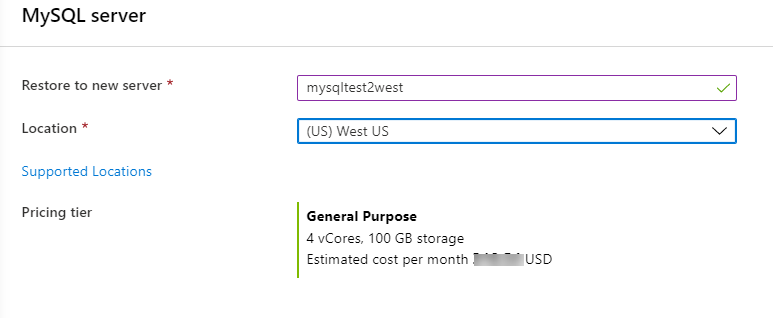 MySQL server
Restore to new server * mysqltest2west
Location * (US) West US
Supported Locations
Pricing tier General Purpose
4 vCores, 100 GB storage
Estimated cost per month USD